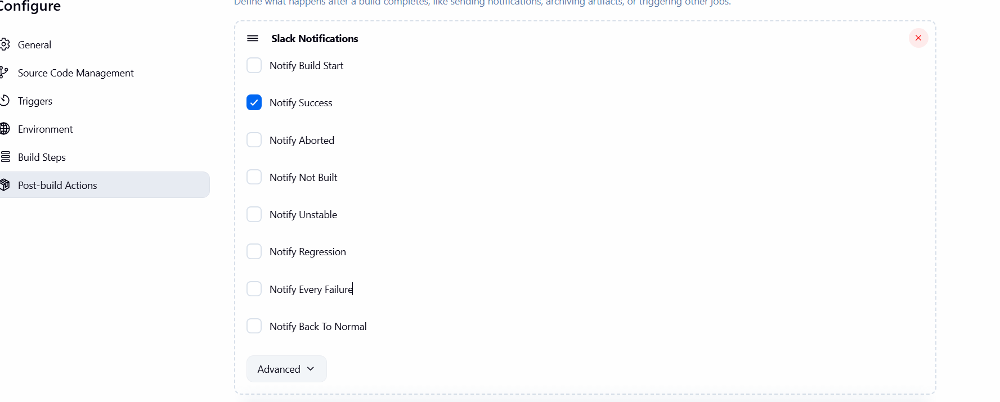 Configure
General
Source Code Management
Triggers
Environment
Build Steps
Post-build Actions
Define what happens after a build completes, like sending notifications, archiving artifacts, or triggering other jobs.
Slack Notifications
Notify Build Start
Notify Success
Notify Aborted
Notify Not Built
Notify Unstable
Notify Regression
Notify Every Failure
Notify Back To Normal
Advanced